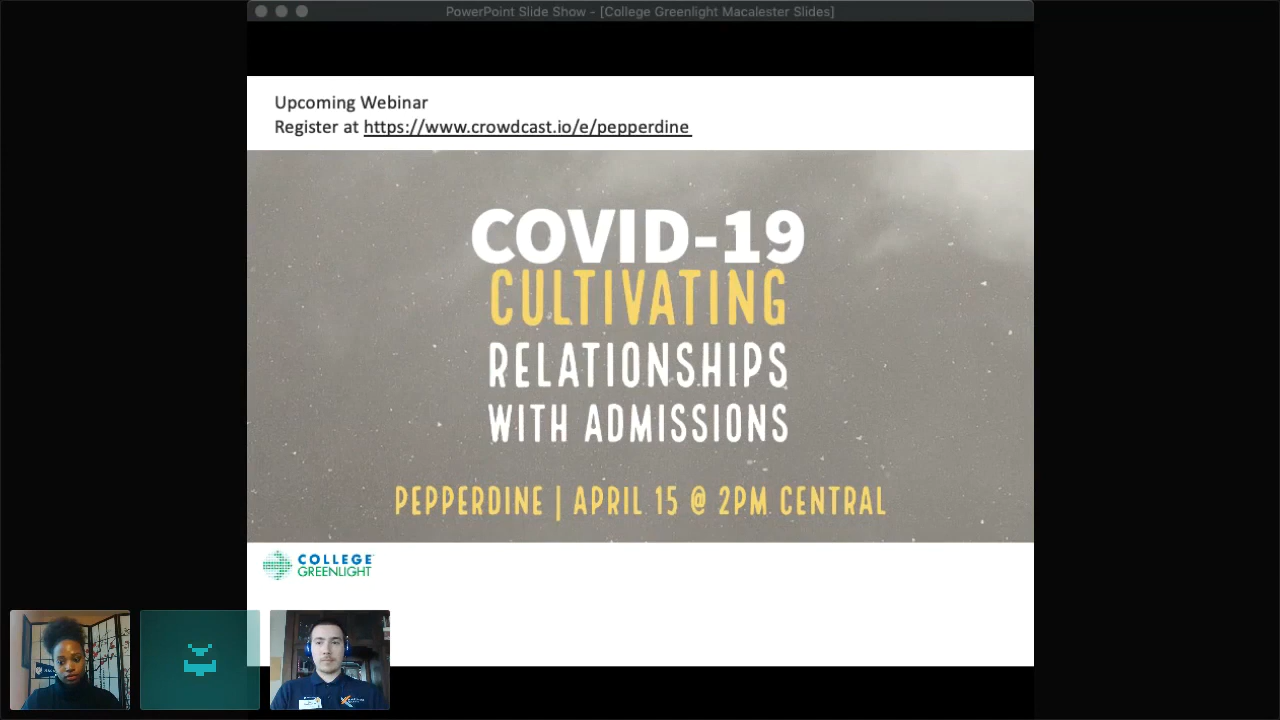 PowerPoint Slide Show - [College Greenlight Macalester Slides]
Upcoming Webinar
Register at https://www.crowdcast.io/e/pepperdine
COVID-19
CULTIVATING
RELATIONSHIPS
WITH ADMISSIONS
PEPPERDINE | APRIL 15 @ 2PM CENTRAL
COLLEGE
GREENLIGHT